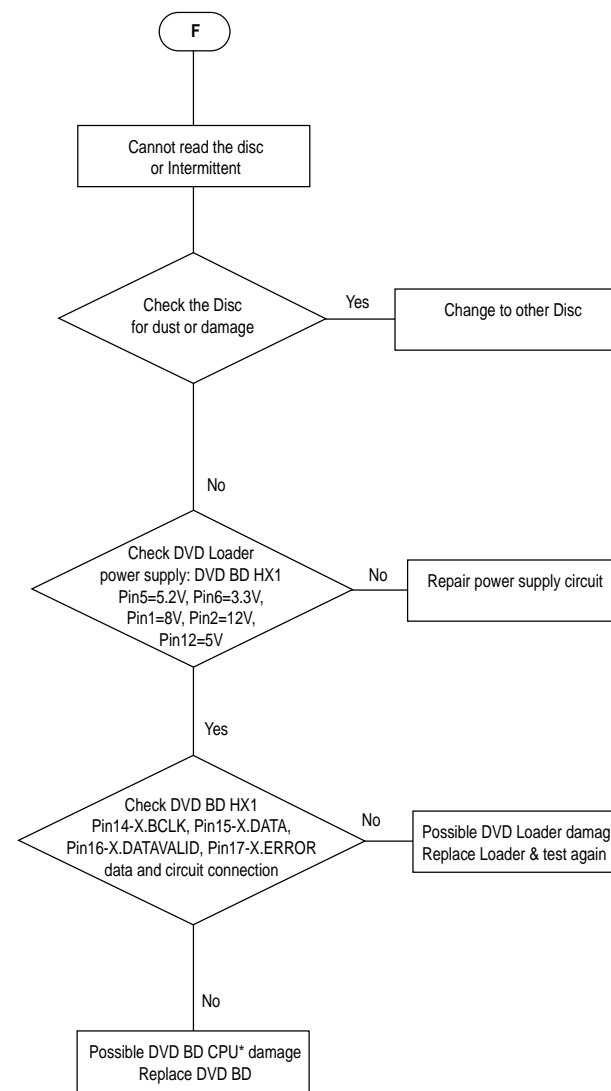 F
Cannot read the disc
or Intermittent
Check the Disc
for dust or damage
Yes
Change to other Disc
No
Check DVD Loader
power supply: DVD BD HX1
Pin5=5.2V, Pin6=3.3V,
Pin1=8V, Pin2=12V,
Pin12=5V
No
Repair power supply circuit
Yes
Check DVD BD HX1
Pin14-X.BCLK, Pin15-X.DATA,
Pin16-X.DATAVALID, Pin17-X.ERROR
data and circuit connection
No
Possible DVD Loader damag
Replace Loader & test again
No
Possible DVD BD CPU* damage
Replace DVD BD